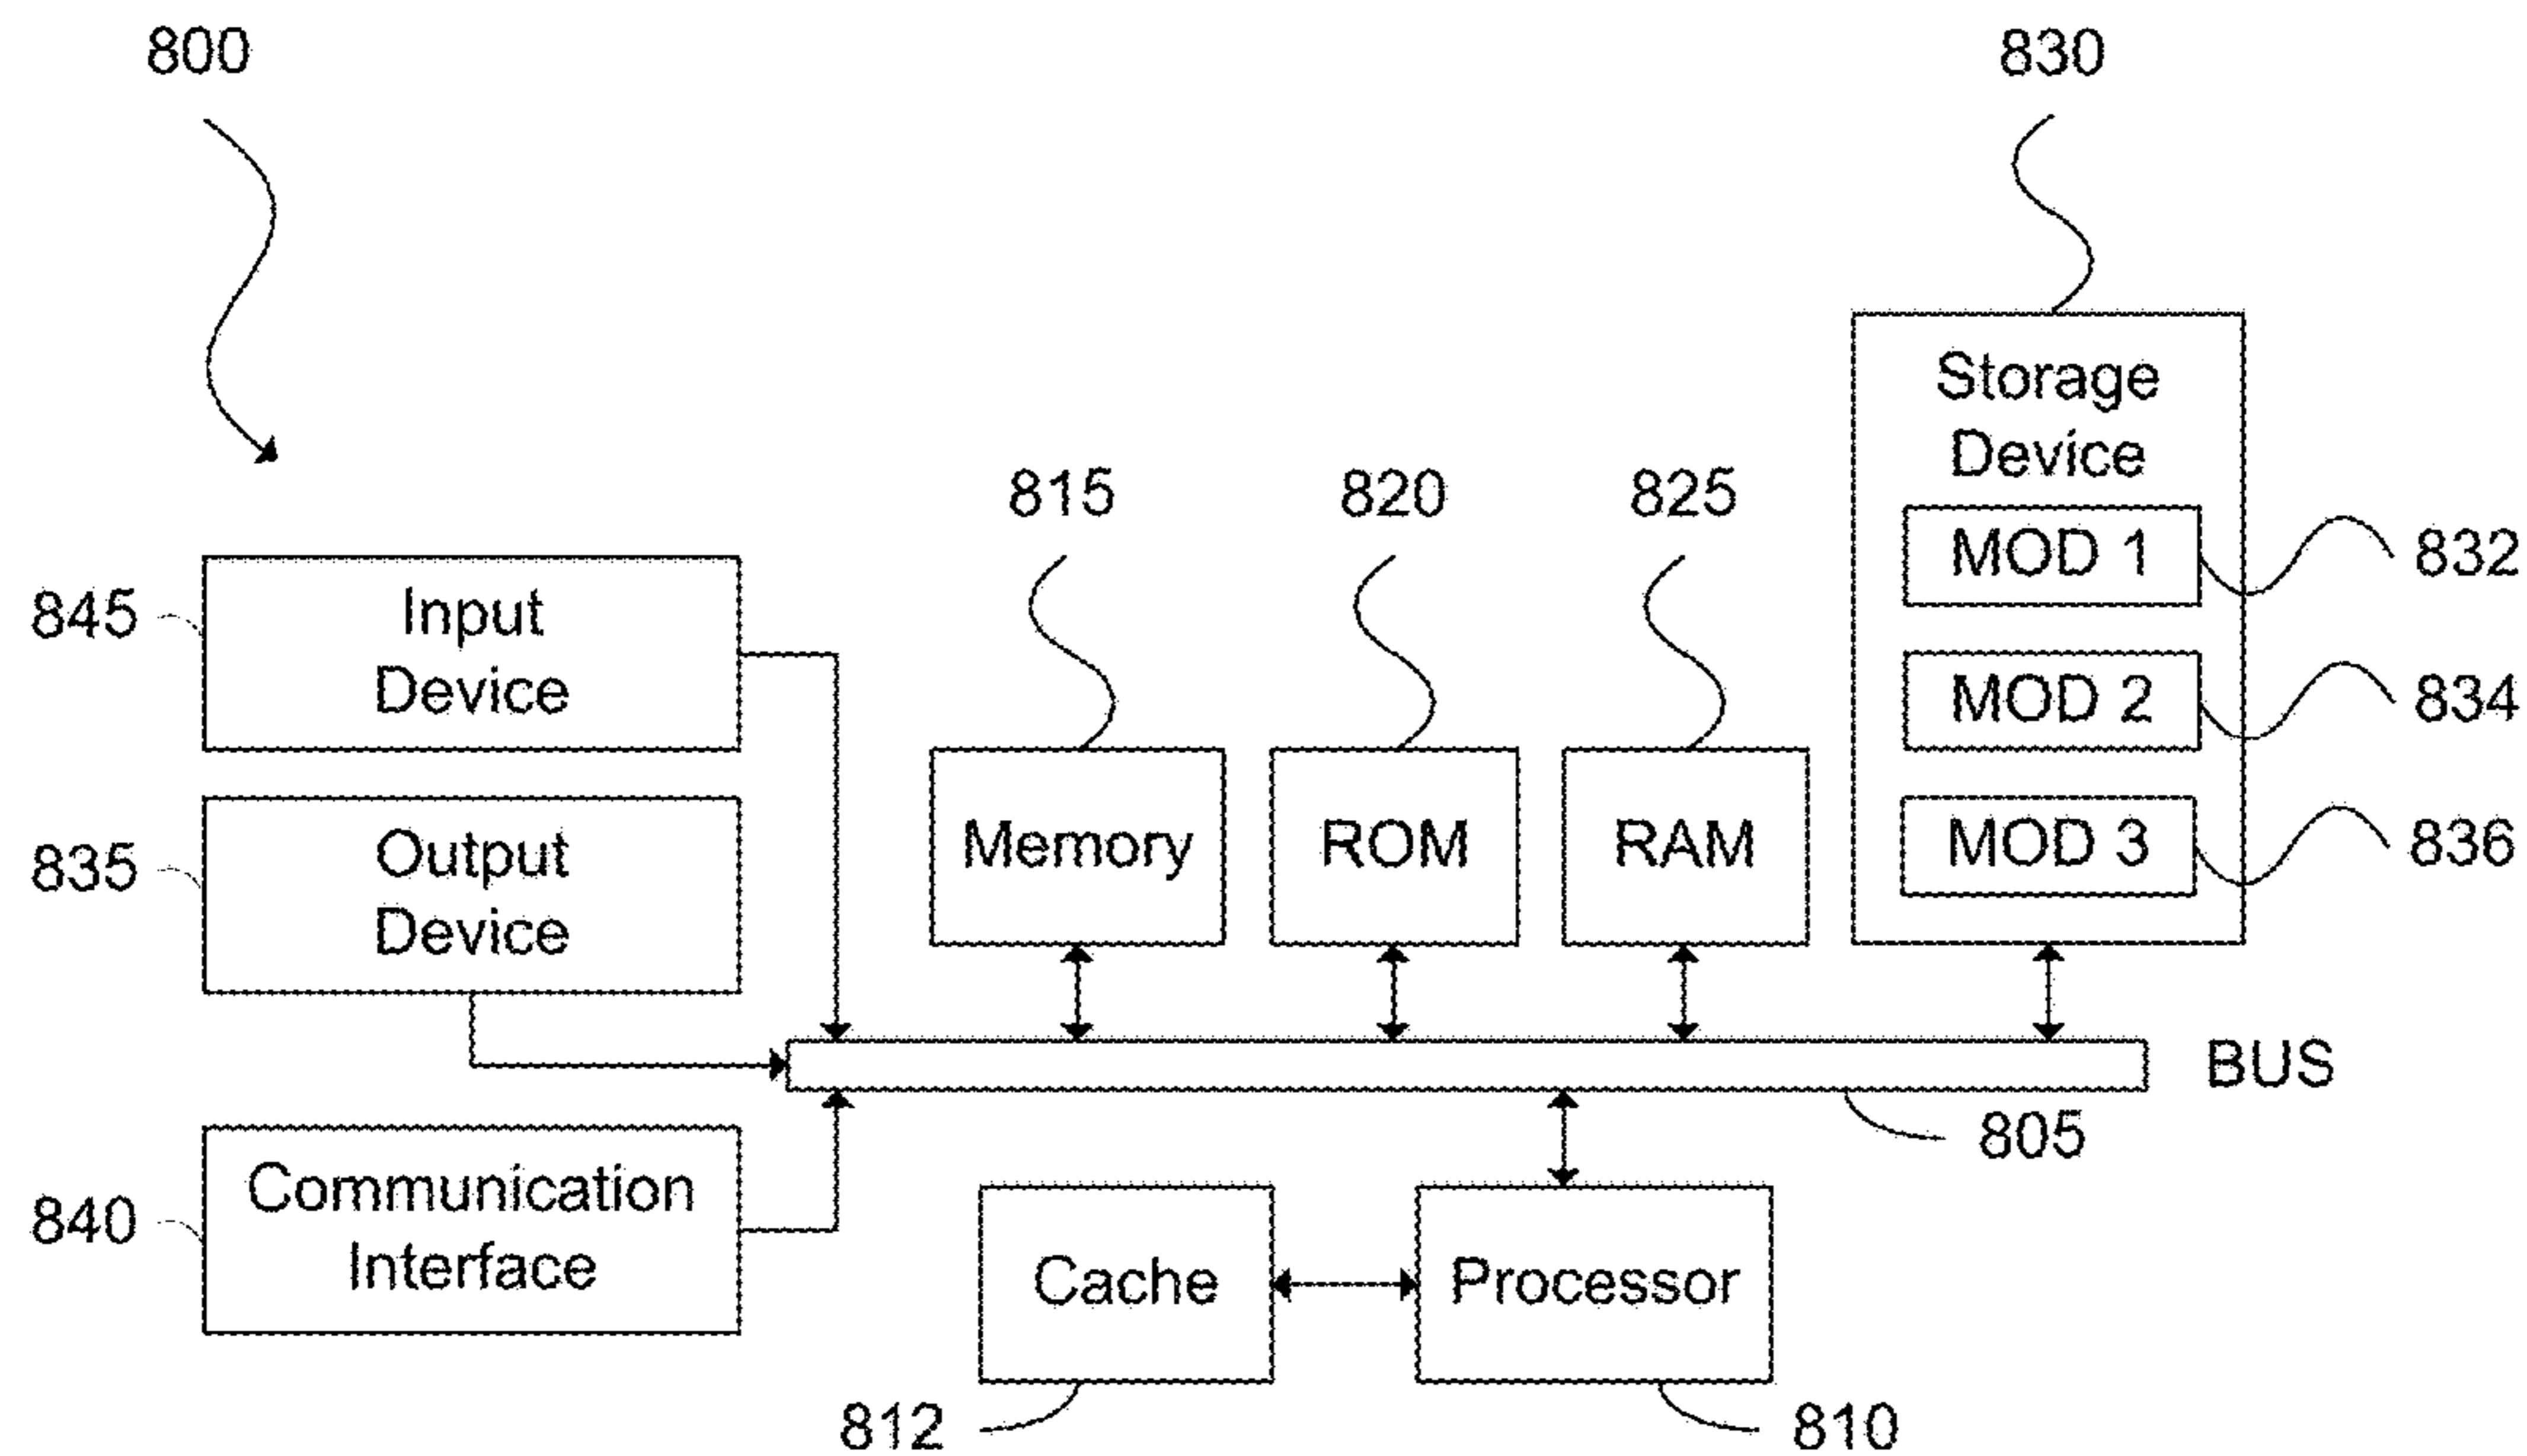 800
830
Storage
Device
815
820
825
MOD 1
832
845
Input
Device
MOD 2
834
835
Output
Device
Memory
ROM
RAM
MOD 3
836
BUS
805
840
Communication
Interface
Cache
Processor
812
810